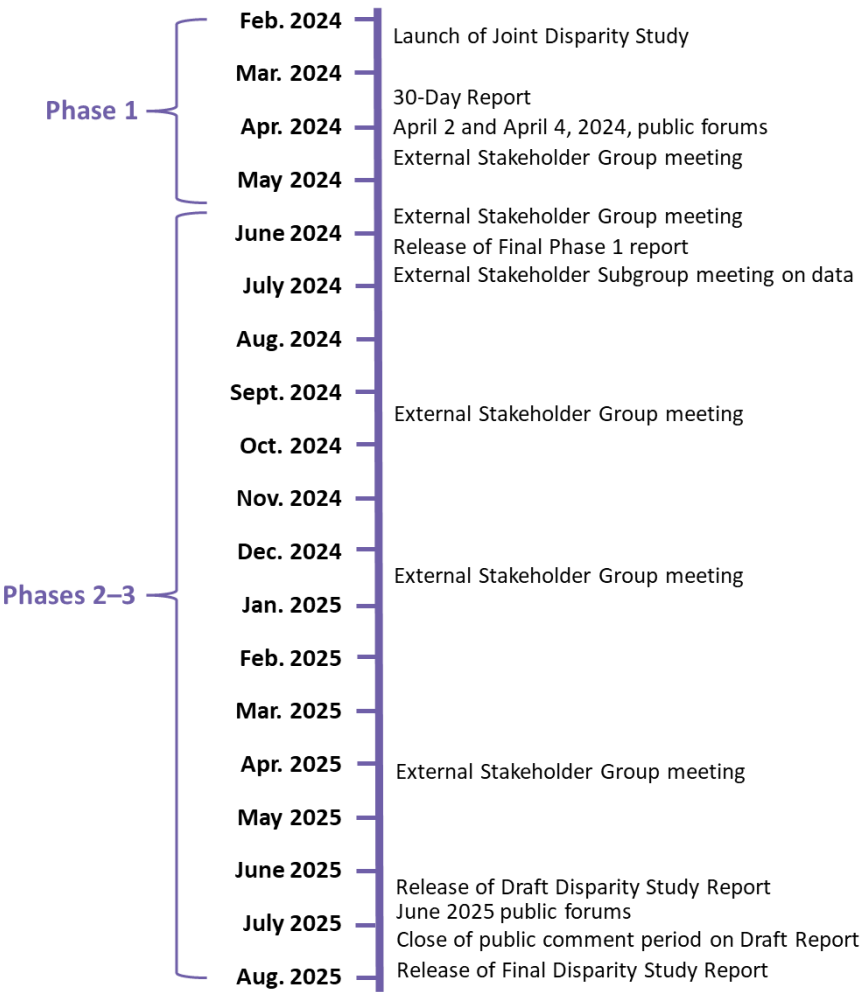 Feb. 2024
Launch of Joint Disparity Study
Mar. 2024
30-Day Report
Phase 1
Apr. 2024
April 2 and April 4, 2024, public forums
External Stakeholder Group meeting
May 2024
External Stakeholder Group meeting
June 2024
Release of Final Phase 1 report
External Stakeholder Subgroup meeting on data
July 2024
Aug. 2024
Sept. 2024
External Stakeholder Group meeting
Oct. 2024
Nov. 2024
Dec. 2024
External Stakeholder Group meeting
Phases 2–3
Jan. 2025
Feb. 2025
Mar. 2025
Apr. 2025
External Stakeholder Group meeting
May 2025
June 2025
Release of Draft Disparity Study Report
June 2025 public forums
July 2025
Close of public comment period on Draft Report
Release of Final Disparity Study Report
Aug. 2025